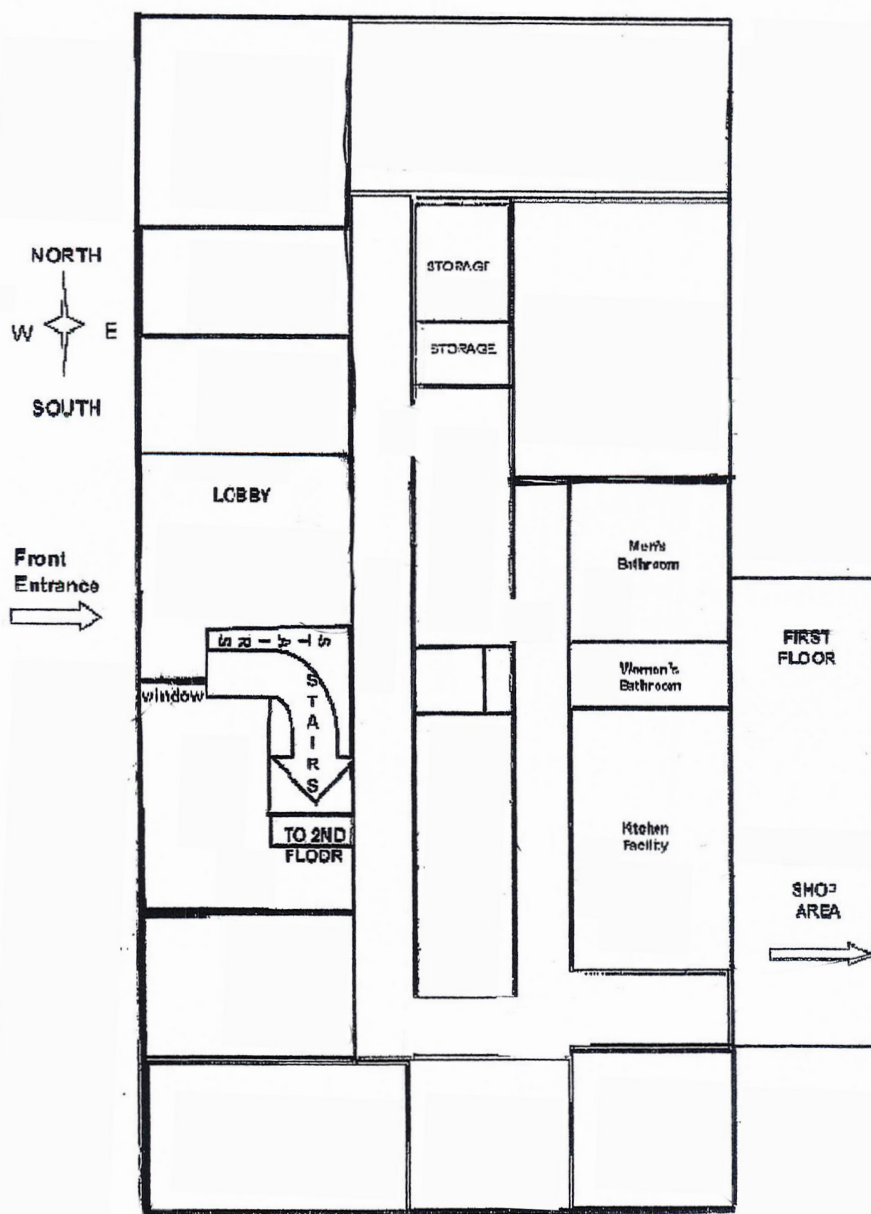 NORTH
W E
SOUTH
STORAGE
STORAGE
LOBBY
Front
Entrance
Men's
Bathroom
FIRST
FLOOR
STAIRS
STAIRS
window
Women's
Bathroom
TO 2ND
FLOOR
Kitchen
Facility
SHOP
AREA